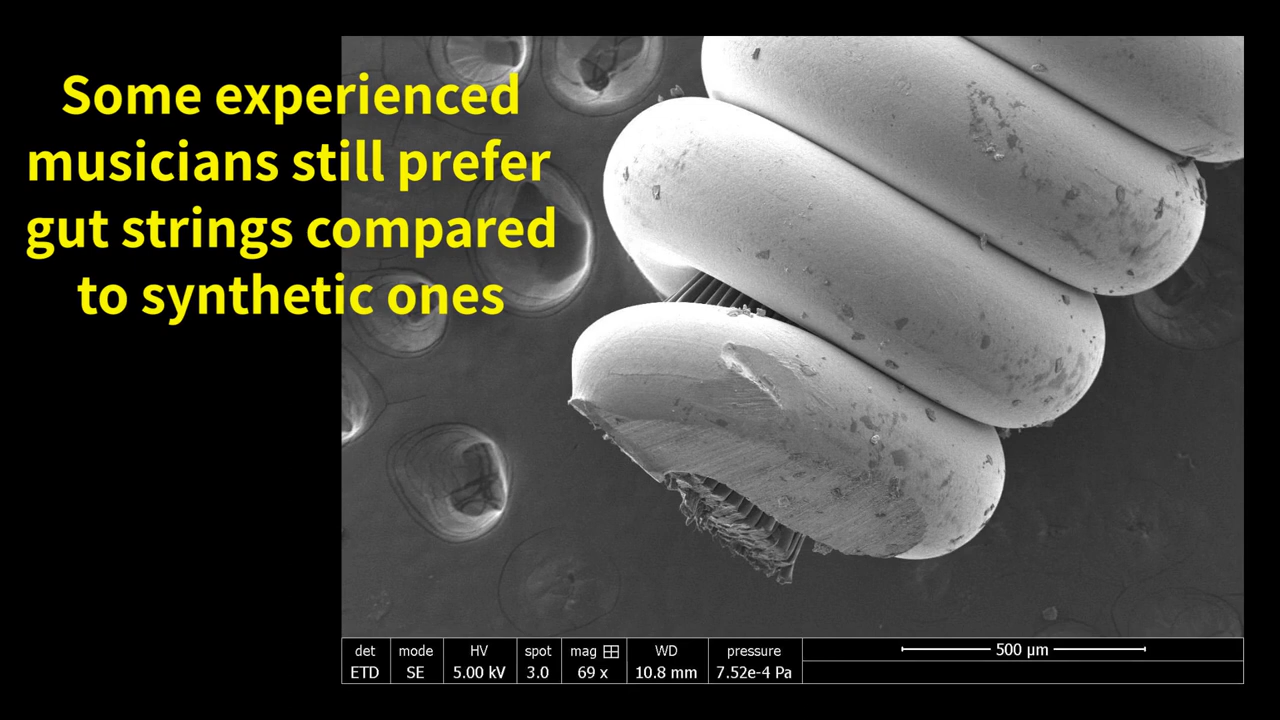 Some experienced
musicians still prefer
gut strings compared
to synthetic ones
det mode HV spot mag WD pressure
ETD SE 5.00 kV 3.0 69 x 10.8 mm 7.52e-4 Pa
500 µm